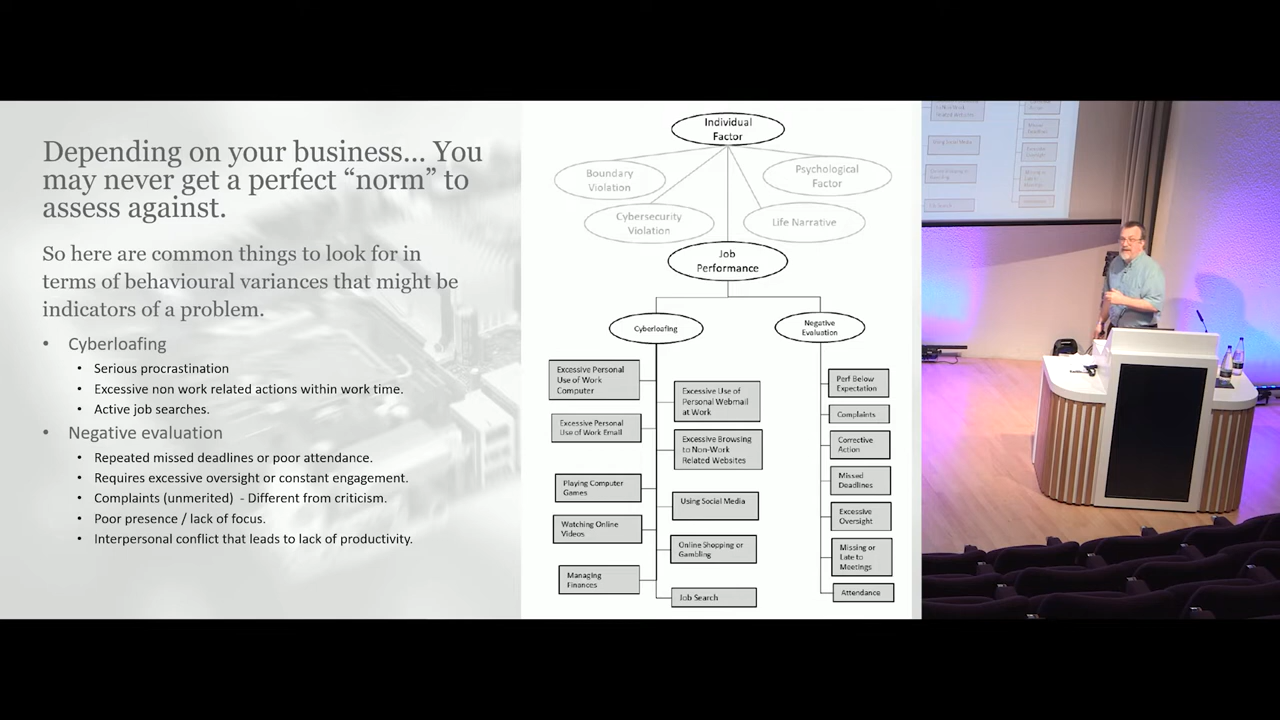 Depending on your business... You
may never get a perfect “norm” to
assess against.
So here are common things to look for in
terms of behavioural variances that might be
indicators of a problem.
• Cyberloafing
• Serious procrastination
• Excessive non work related actions within work time.
• Active job searches.
• Negative evaluation
• Repeated missed deadlines or poor attendance.
• Requires excessive oversight or constant engagement.
• Complaints (unmerited) - Different from criticism.
• Poor presence / lack of focus.
• Interpersonal conflict that leads to lack of productivity.
Individual
Factor
Boundary
Violation
Psychological
Factor
Cybersecurity
Violation
Life Narrative
Job
Performance
Cyberloafing
Negative
Evaluation
Excessive Personal
Use of Work
Computer
Excessive Use of
Personal Webmail
at Work
Excessive Personal
Use of Work Email
Excessive Browsing
to Non-Work
Related Websites
Playing Computer
Games
Using Social Media
Watching Online
Videos
Online Shopping or
Gambling
Managing
Finances
Job Search
Perf Below
Expectation
Complaints
Corrective
Action
Missed
Deadlines
Excessive
Oversight
Missing or
Late to
Meetings
Attendance